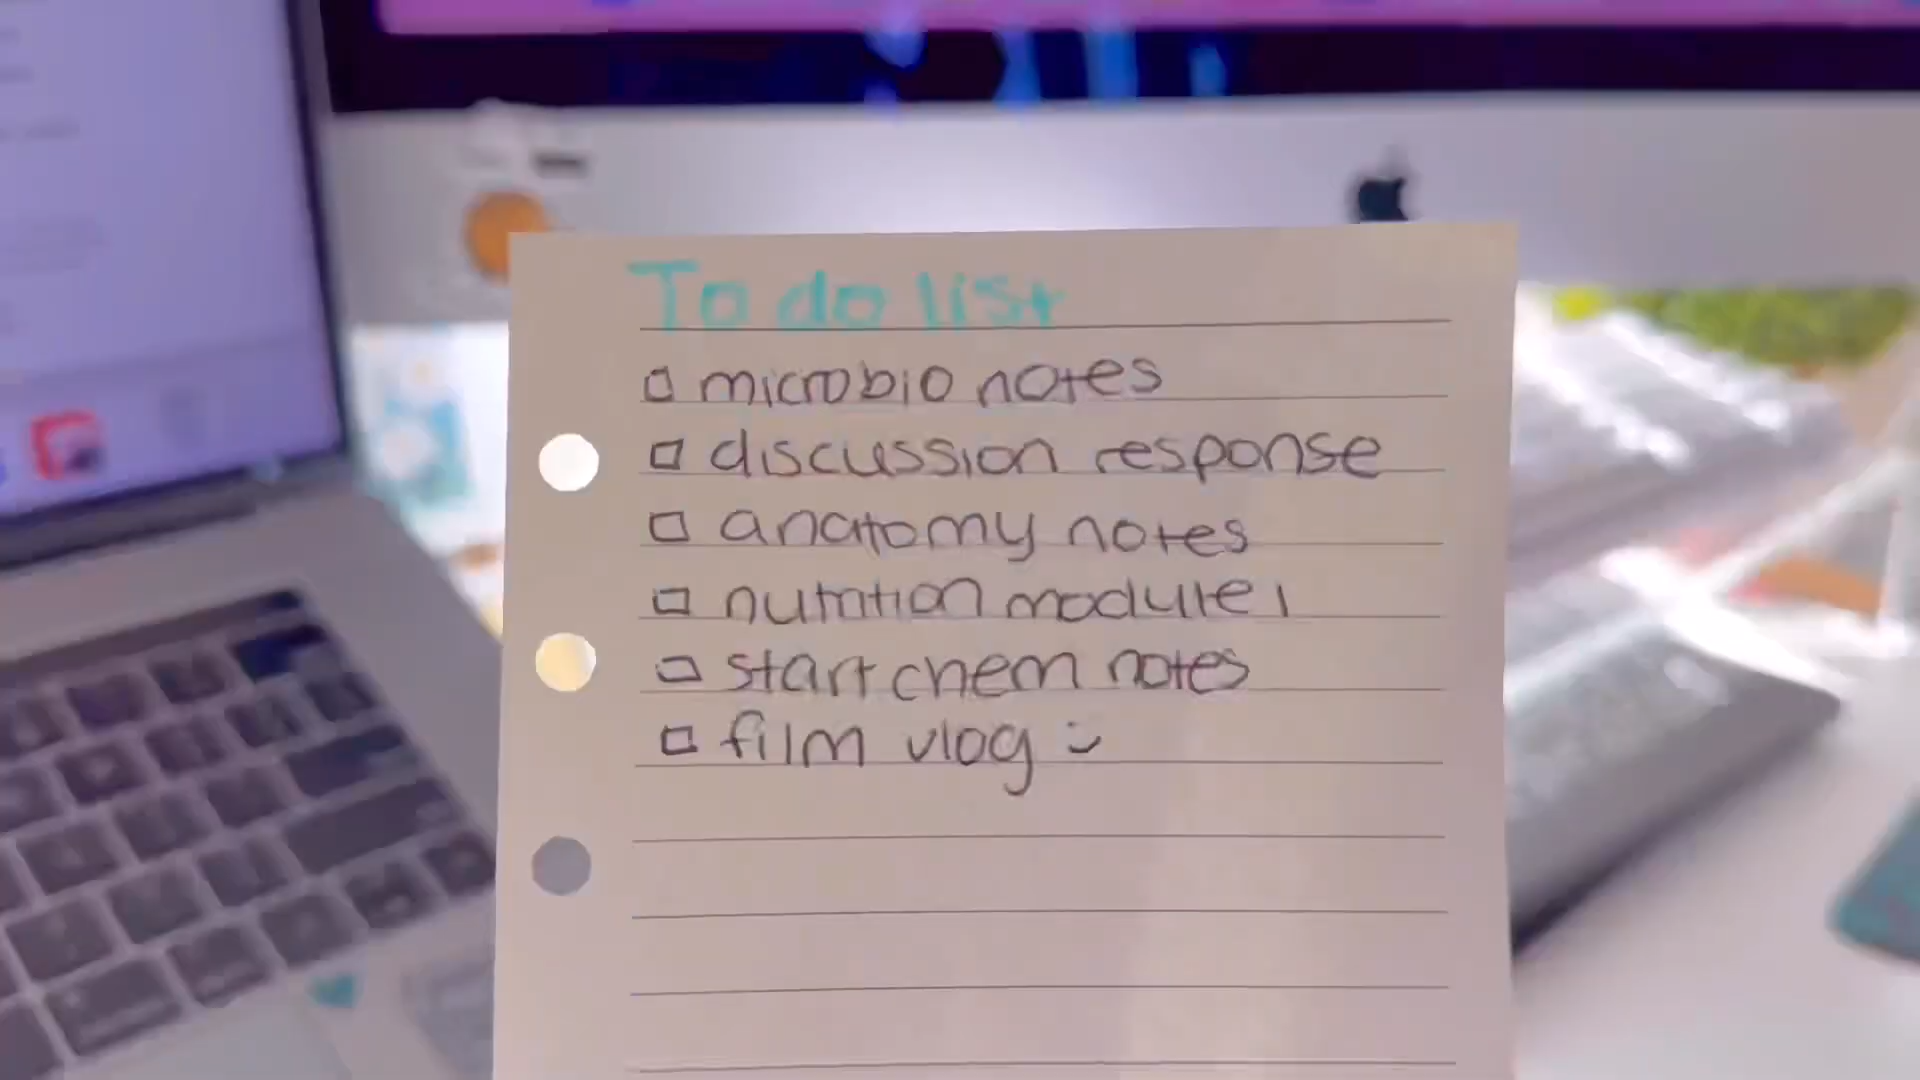 To do list
□ microbio notes
□ discussion response
□ anatomy notes
□ nutrition module 1
□ start chem notes
□ film vlog :)